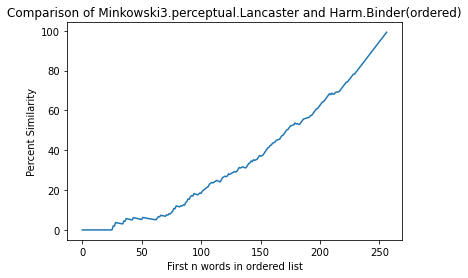 Comparison of Minkowski3.perceptual.Lancaster and Harm.Binder(ordered)
100
80
60
40
20
0
Percent Similarity
0 50 100 150 200 250
First n words in ordered list